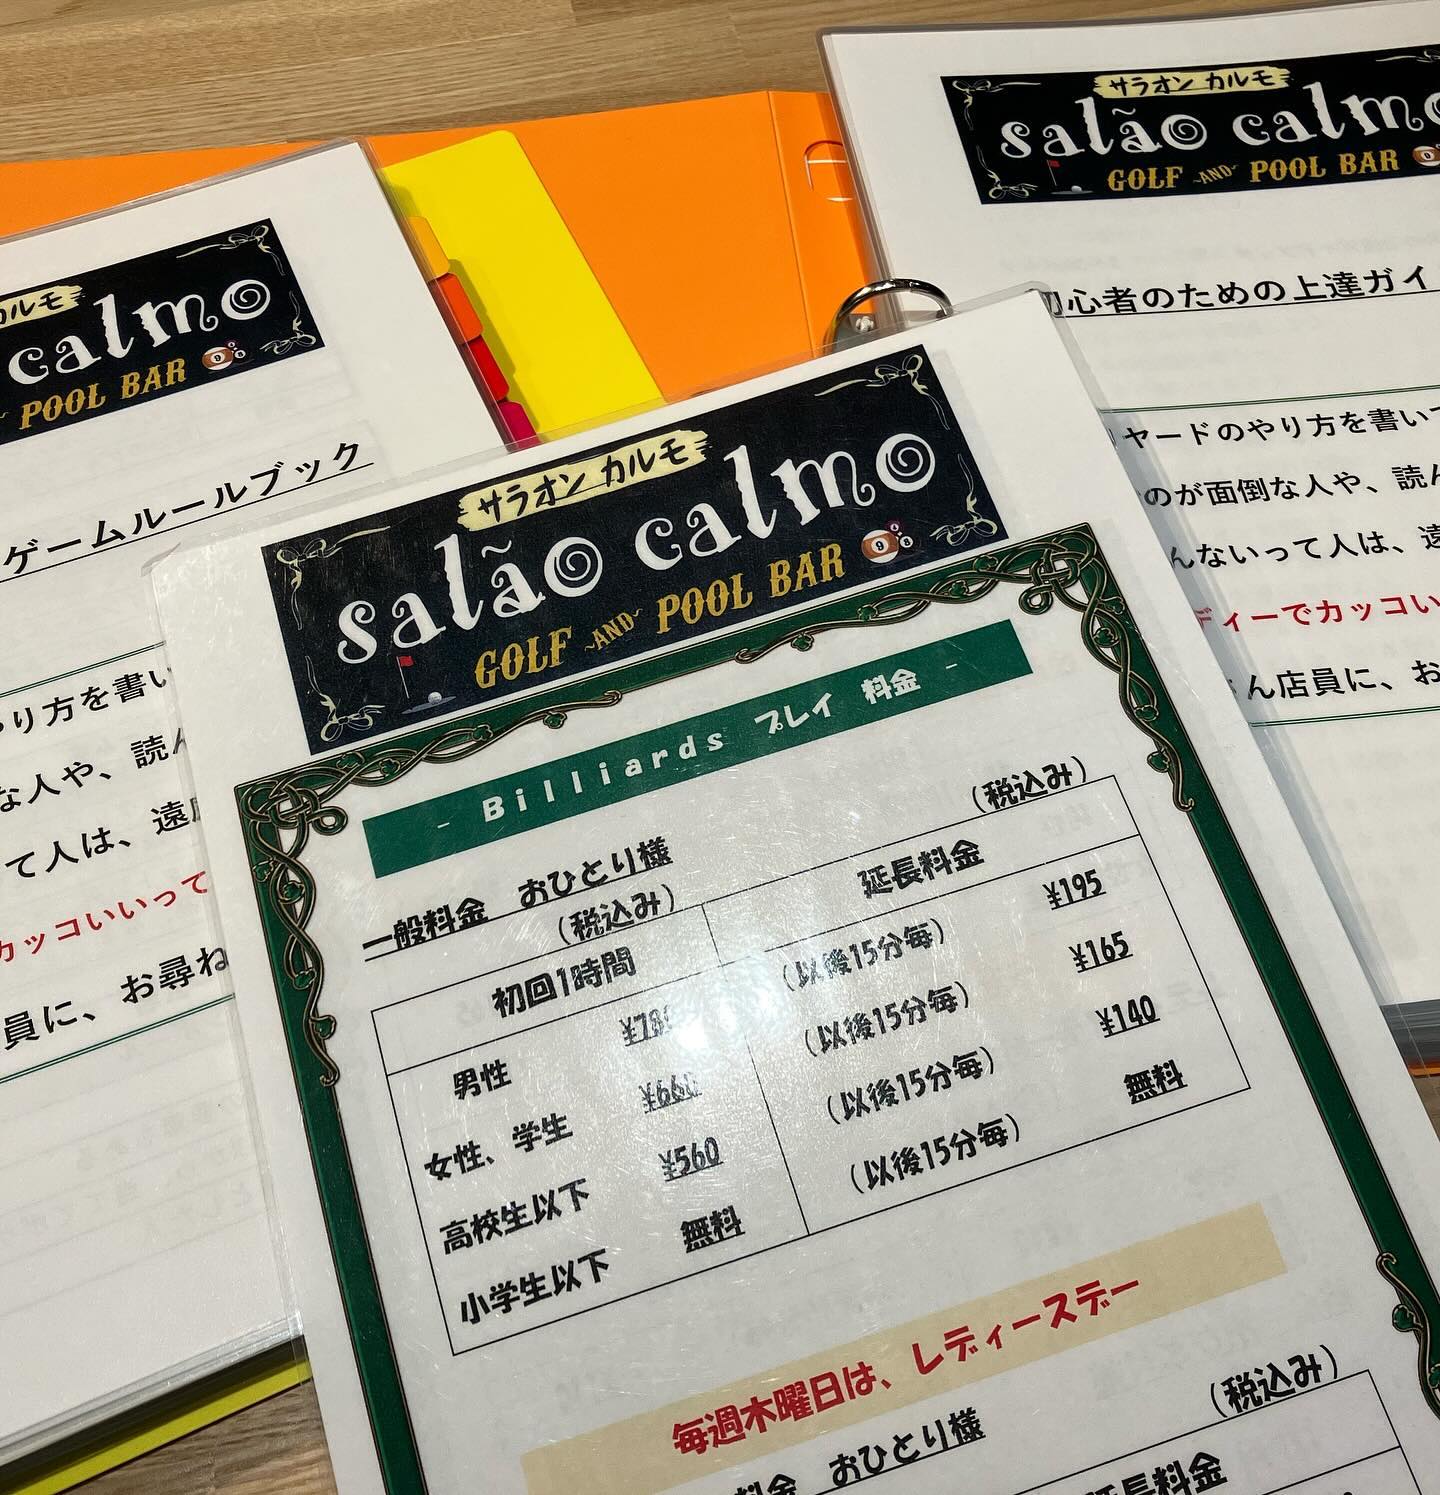 カルモ
calmo
POOL BAR
ゲームルールブック
やり方を書い
な人や、読ん
て人は、遠
カッコいいって
員に、お尋ね
サラオン カルモ
salão calmo
GOLF AND POOL BAR
初心者のための上達ガイ
ヤードのやり方を書いて
のが面倒な人や、読ん
んないって人は、遠
ディーでカッコいい
ん店員に、お
サラオン カルモ
salão calmo
GOLF AND POOL BAR
- Billiards プレイ 料金 -
一般料金 おひとり様
(税込み) (税込み)
初回1時間 延長料金
男性 (以後15分毎) ¥195
女性、学生 ¥660 (以後15分毎) ¥165
高校生以下 ¥560 (以後15分毎) ¥140
小学生以下 無料 (以後15分毎) 無料
毎週木曜日は、レディースデー
料金 おひとり様 (税込み)
延長料金